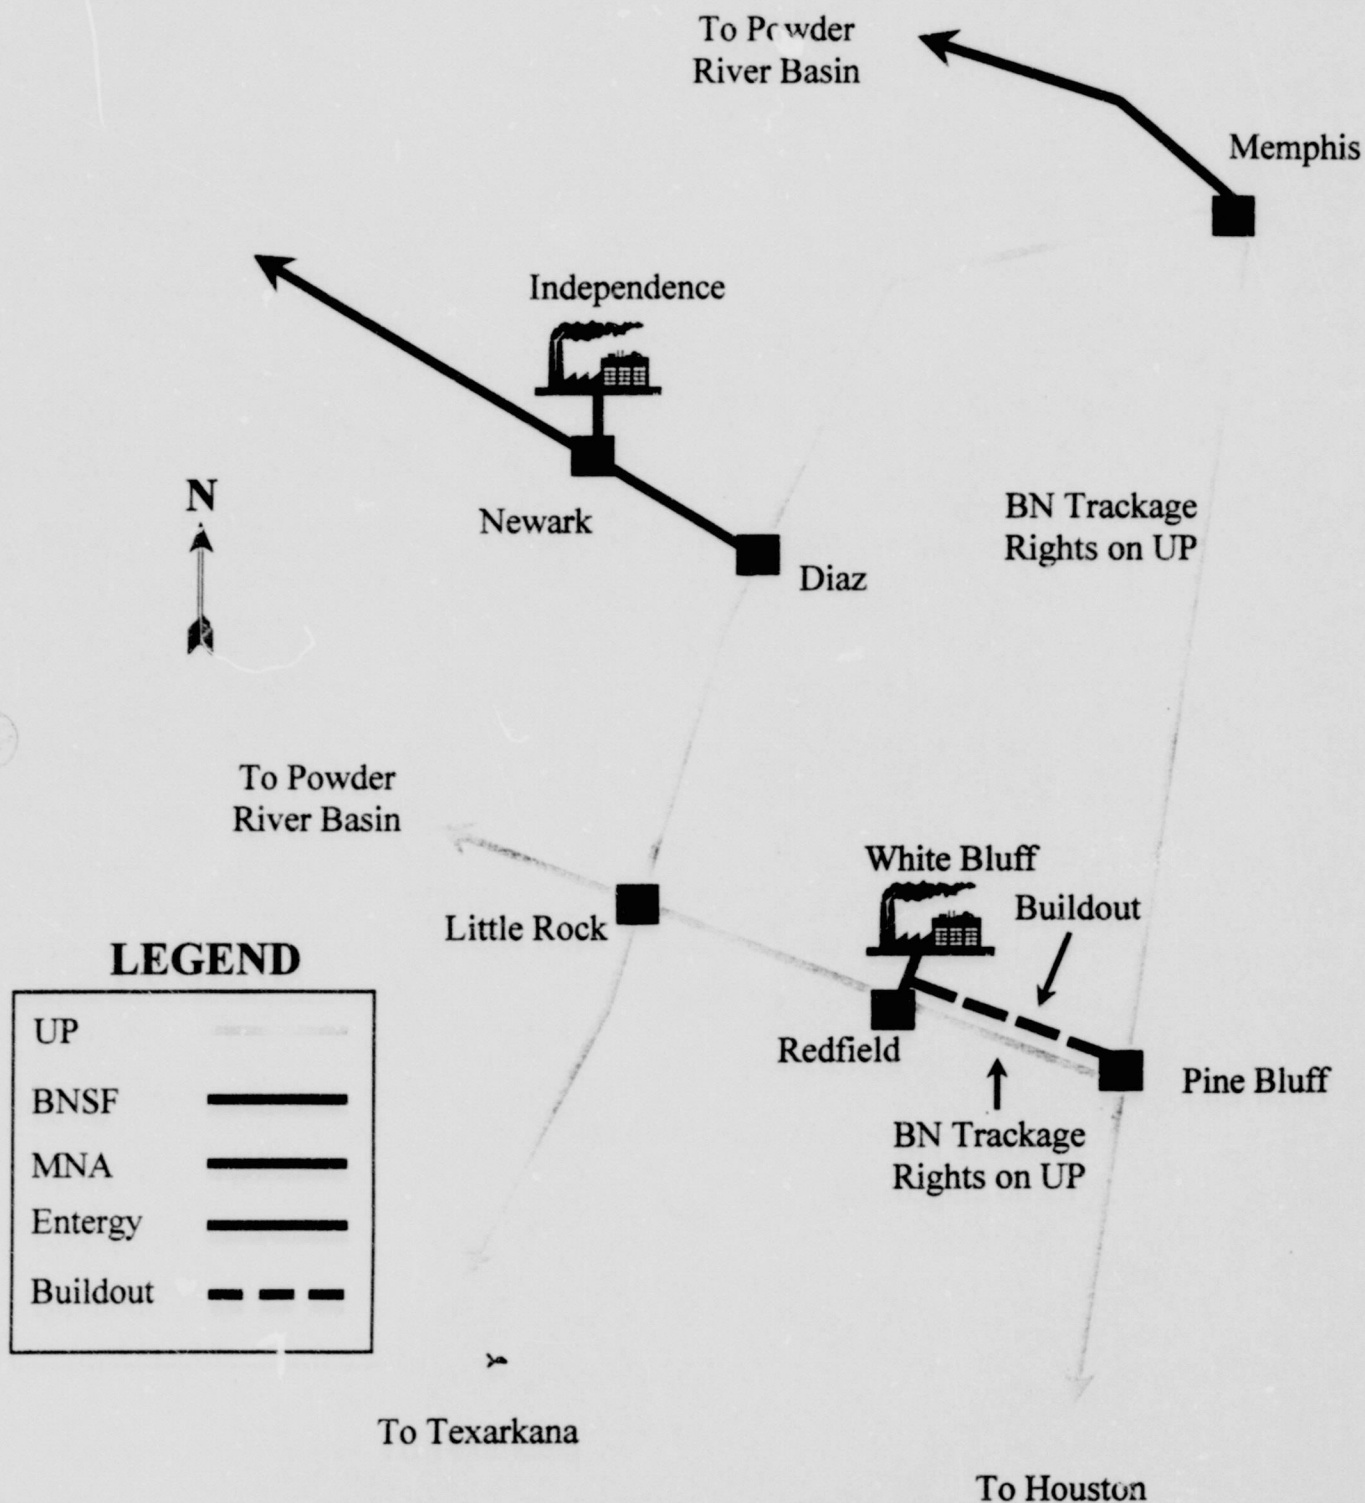 To Powder
River Basin
Memphis
Independence
Newark
Diaz
BN Trackage
Rights on UP
N
To Powder
River Basin
Little Rock
White Bluff
Buildout
Redfield
Pine Bluff
BN Trackage
Rights on UP
LEGEND
UP
BNSF
MNA
Entergy
Buildout
To Texarkana
To Houston